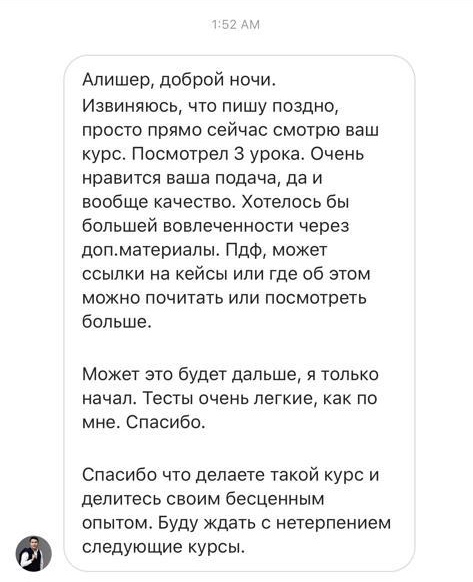 1:52 AM
Алишер, доброй ночи.
Извиняюсь, что пишу поздно,
просто прямо сейчас смотрю ваш
курс. Посмотрел 3 урока. Очень
нравится ваша подача, да и
вообще качество. Хотелось бы
большей вовлеченности через
доп.материалы. Пдф, может
ссылки на кейсы или где об этом
можно почитать или посмотреть
больше.
Может это будет дальше, я только
начал. Тесты очень легкие, как по
мне. Спасибо.
Спасибо что делаете такой курс и
делитесь своим бесценным
опытом. Буду ждать с нетерпением
следующие курсы.